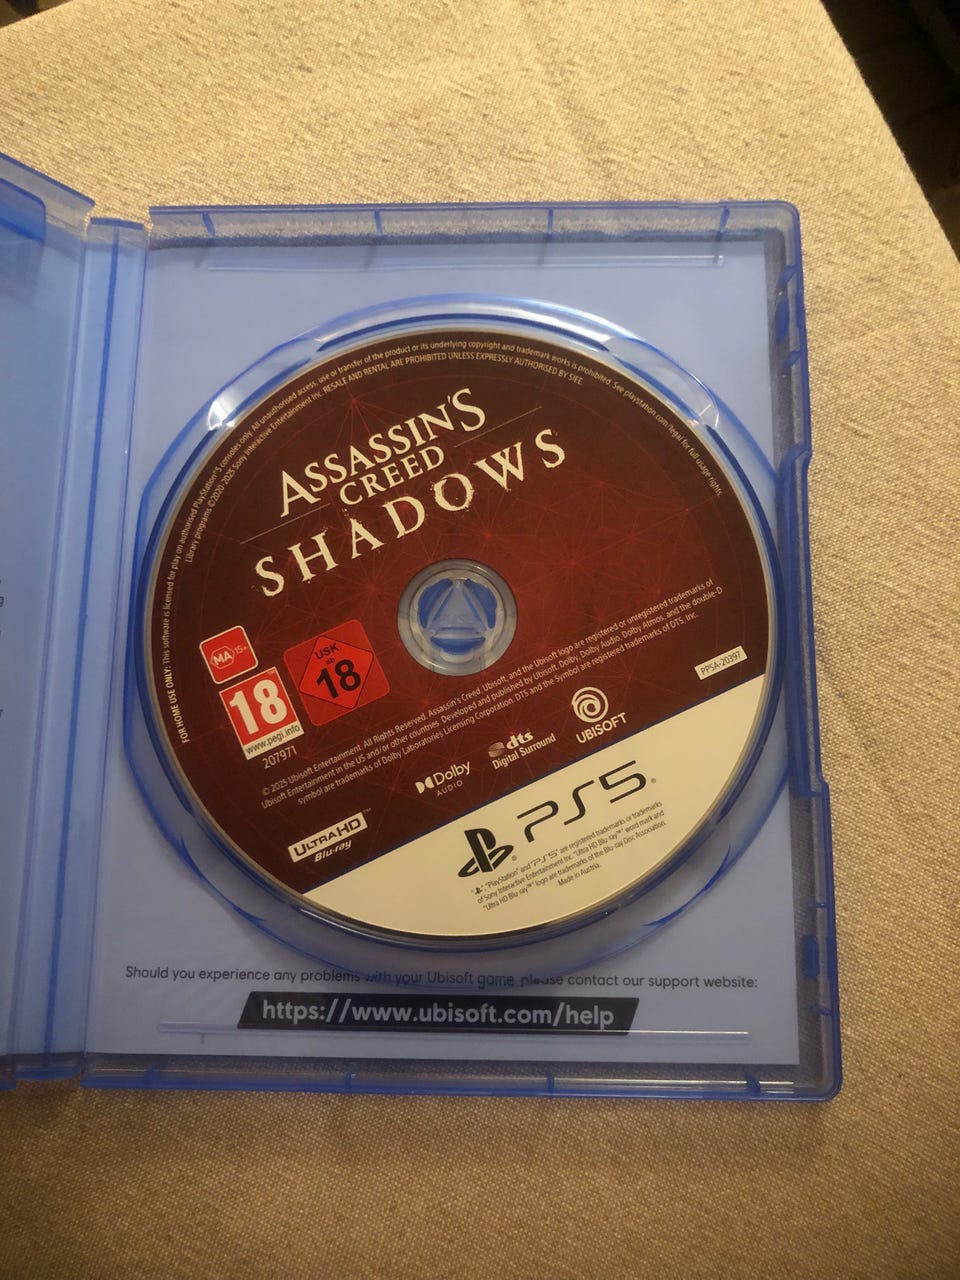 FOR HOME USE ONLY: This software is licensed for play on authorised PlayStation®5 consoles only. All unauthorised access, use or transfer of the product or its underlying copyright and trademark works is prohibited. See playstation.com/legal for full usage rights.
Library programs ©2020-2025 Sony Interactive Entertainment Inc. RESALE AND RENTAL ARE PROHIBITED UNLESS EXPRESSLY AUTHORISED BY SIEE.
ASSASSIN'S
CREED
SHADOWS
MA 15+
USK
ab
18
18
www.pegi.info
207971
PPSA-20397
© 2025 Ubisoft Entertainment. All Rights Reserved. Assassin's Creed, Ubisoft, and the Ubisoft logo are registered or unregistered trademarks of
Ubisoft Entertainment in the US and/or other countries. Developed and published by Ubisoft. Dolby, Dolby Audio, Dolby Atmos, and the double-D
symbol are trademarks of Dolby Laboratories Licensing Corporation. DTS and the Symbol are registered trademarks of DTS, Inc.
ULTRA HD
Blu-ray™
Dolby
AUDIO
dts
Digital Surround
UBISOFT
PS5®
"PlayStation" and "PS5" are registered trademarks or trademarks
of Sony Interactive Entertainment Inc. "Ultra HD Blu-ray™" word mark and
"Ultra HD Blu-ray™" logo are trademarks of the Blu-ray Disc Association.
Made in Austria.
Should you experience any problems with your Ubisoft game please contact our support website:
https://www.ubisoft.com/help